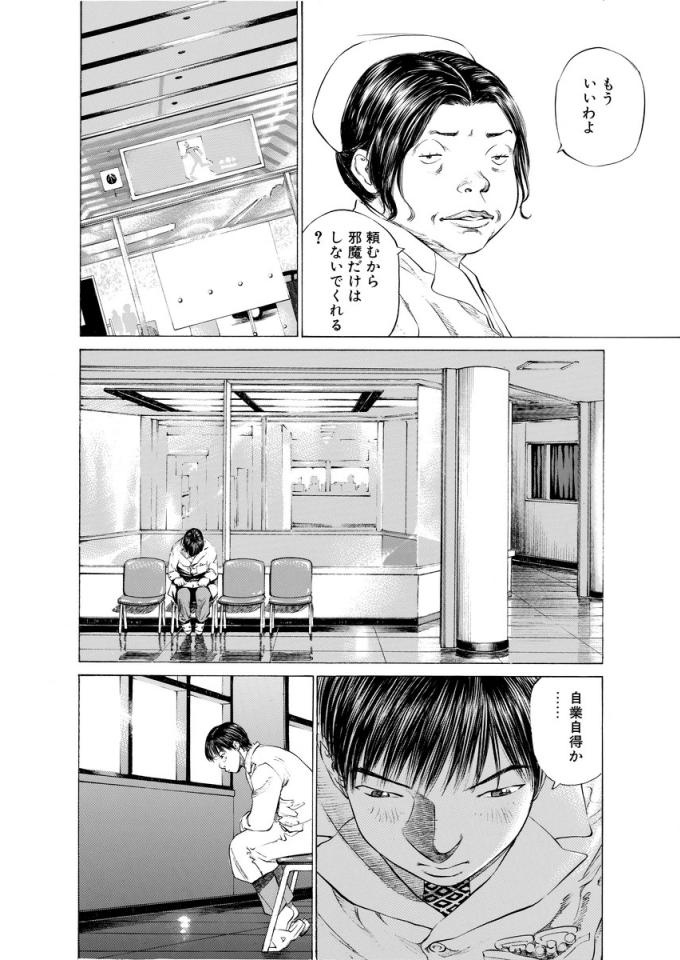 もう
いいわよ
頼むから
邪魔だけは
しないでくれる
？
自業自得か
……